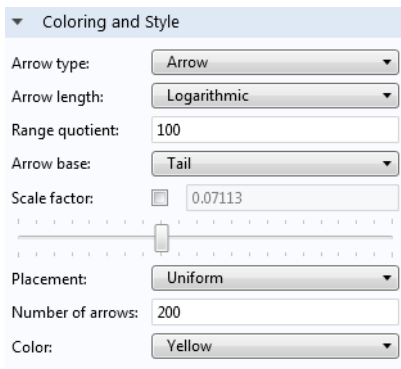 Coloring and Style
Arrow type: Arrow
Arrow length: Logarithmic
Range quotient: 100
Arrow base: Tail
Scale factor: 0.07113
Placement: Uniform
Number of arrows: 200
Color: Yellow